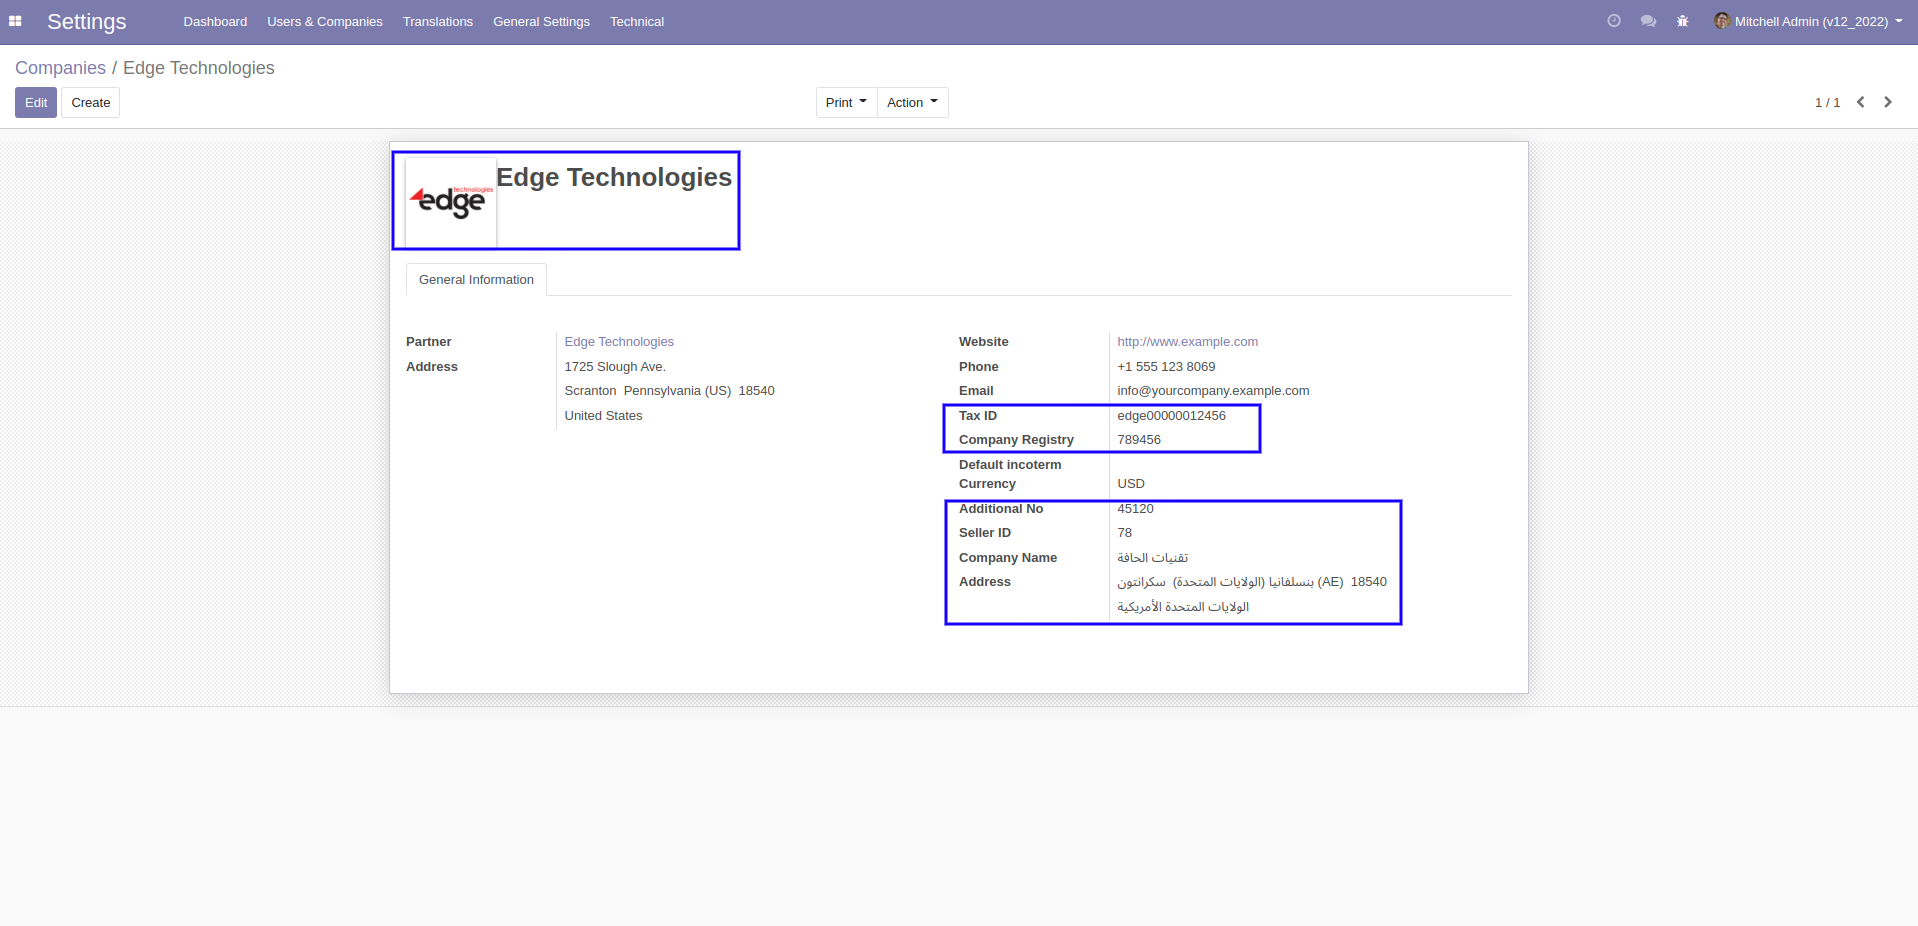 Settings Dashboard Users & Companies Translations General Settings Technical Mitchell Admin (v12_2022)
Companies / Edge Technologies
Edit Create Print Action 1 / 1
technologies
edge
Edge Technologies
General Information
Partner Edge Technologies
Address 1725 Slough Ave.
Scranton Pennsylvania (US) 18540
United States
Website http://www.example.com
Phone +1 555 123 8069
Email info@yourcompany.example.com
Tax ID edge00000012456
Company Registry 789456
Default incoterm
Currency USD
Additional No 45120
Seller ID 78
Company Name تقنيات الحافة
Address سكرانتون بنسلفانيا (الولايات المتحدة) (AE) 18540
الولايات المتحدة الأمريكية